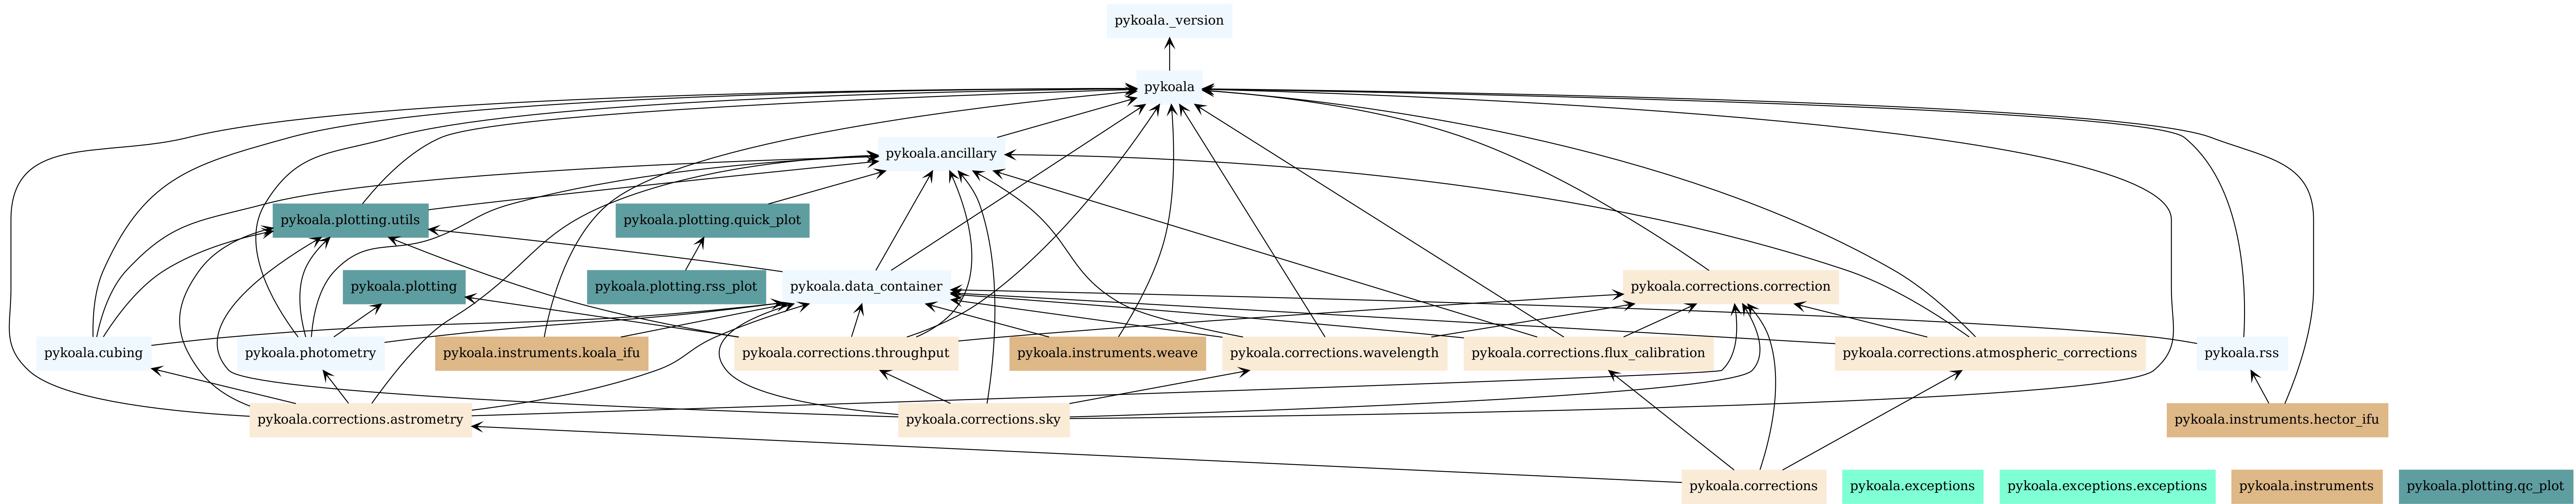 pykoala._version
pykoala
pykoala.ancillary
pykoala.plotting.utils
pykoala.plotting.quick_plot
pykoala.plotting
pykoala.plotting.rss_plot
pykoala.data_container
pykoala.corrections.correction
pykoala.cubing
pykoala.photometry
pykoala.instruments.koala_ifu
pykoala.corrections.throughput
pykoala.instruments.weave
pykoala.corrections.wavelength
pykoala.corrections.flux_calibration
pykoala.corrections.atmospheric_corrections
pykoala.rss
pykoala.corrections.astrometry
pykoala.corrections.sky
pykoala.instruments.hector_ifu
pykoala.corrections
pykoala.exceptions
pykoala.exceptions.exceptions
pykoala.instruments
pykoala.plotting.qc_plot